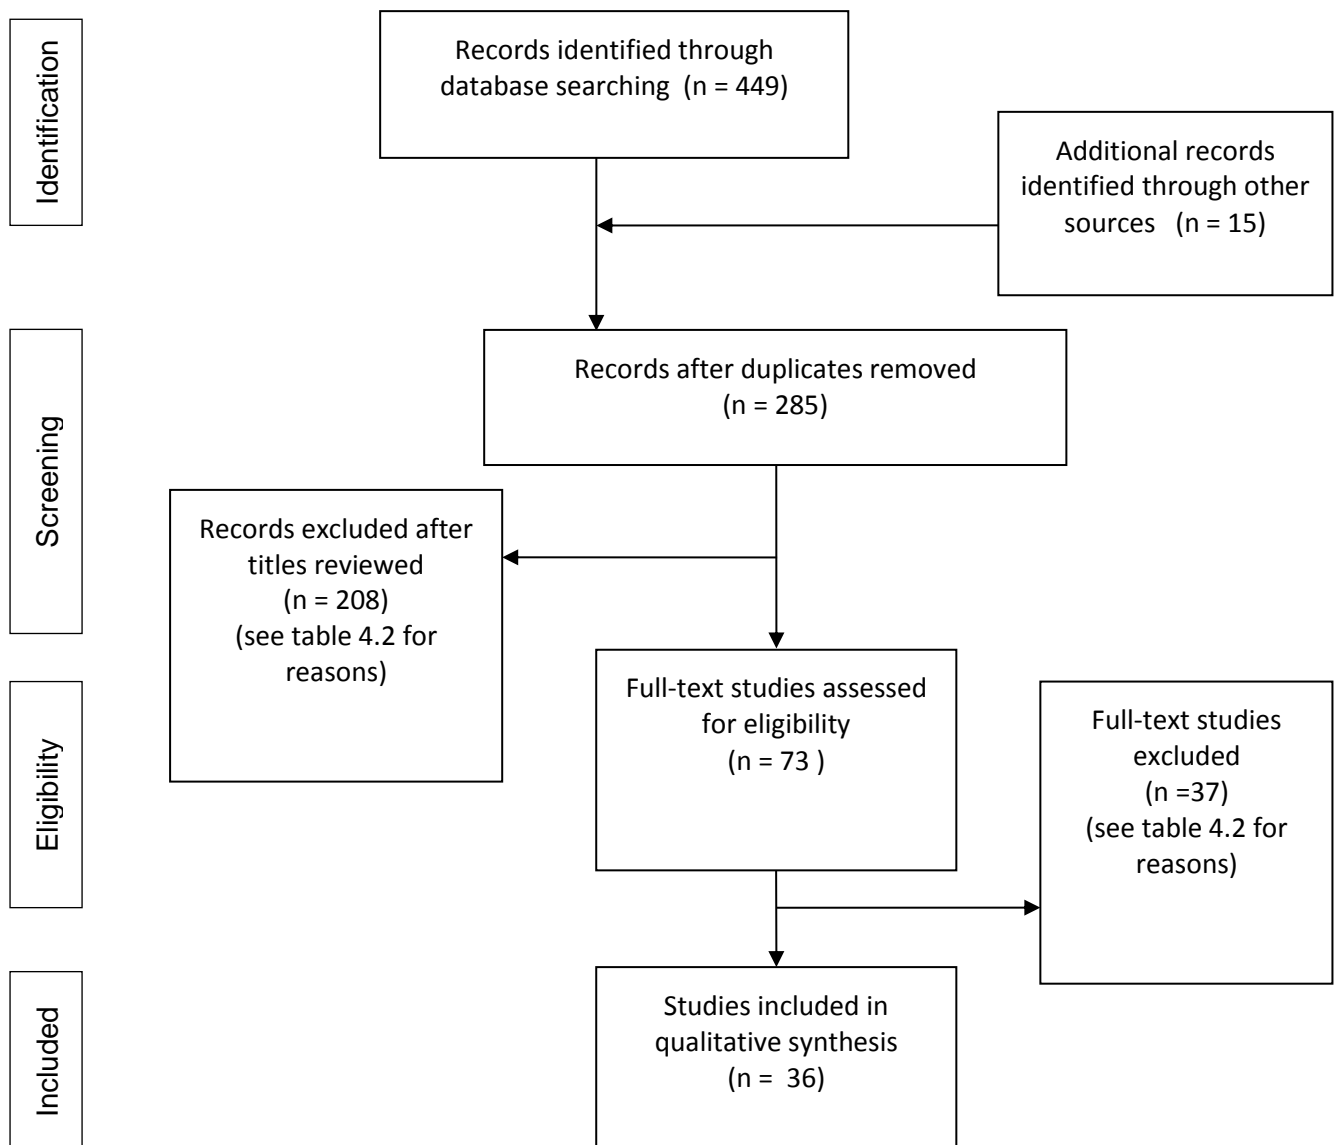 Identification
Records identified through
database searching  (n = 449)
Additional records
identified through other
sources   (n = 15)
Screening
Records after duplicates removed
(n = 285)
Records excluded after
titles reviewed
(n = 208)
(see table 4.2 for
reasons)
Eligibility
Full-text studies assessed
for eligibility
(n = 73 )
Full-text studies
excluded
(n =37)
(see table 4.2 for
reasons)
Included
Studies included in
qualitative synthesis
(n =  36)